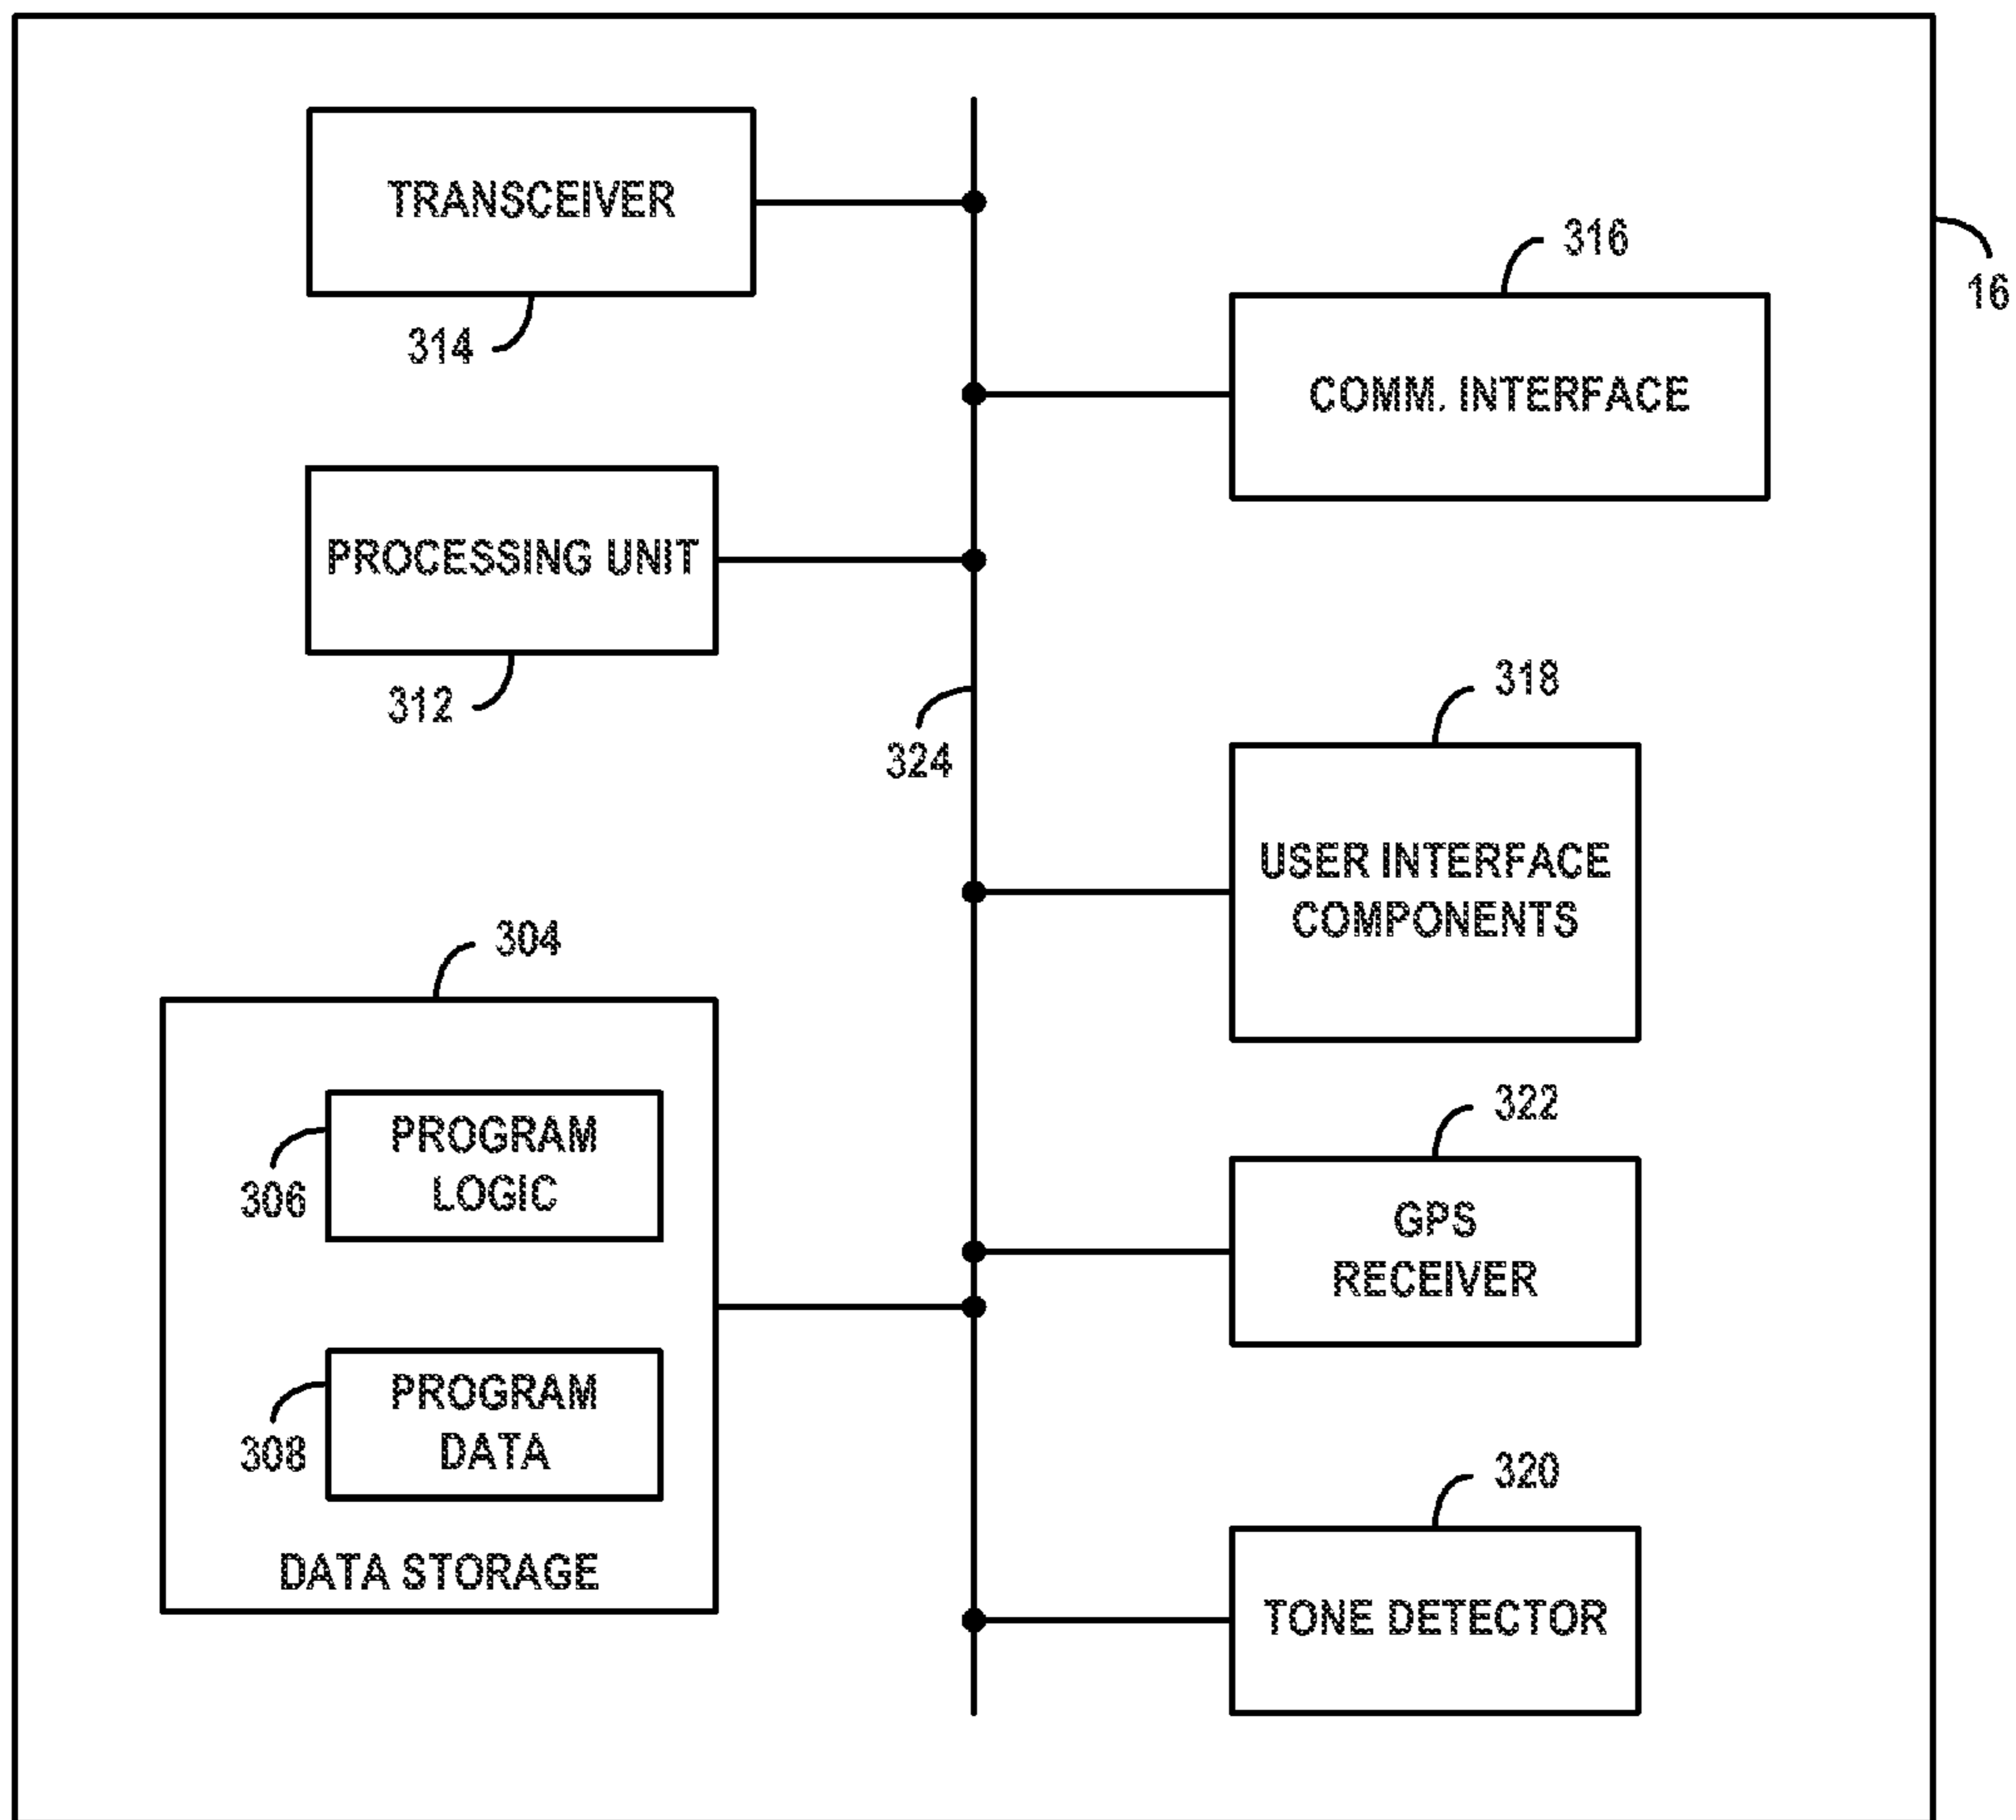 TRANSCEIVER
314
316
16
COMM. INTERFACE
PROCESSING UNIT
312
324
318
USER INTERFACE
COMPONENTS
304
306
PROGRAM
LOGIC
308
PROGRAM
DATA
DATA STORAGE
322
GPS
RECEIVER
320
TONE DETECTOR